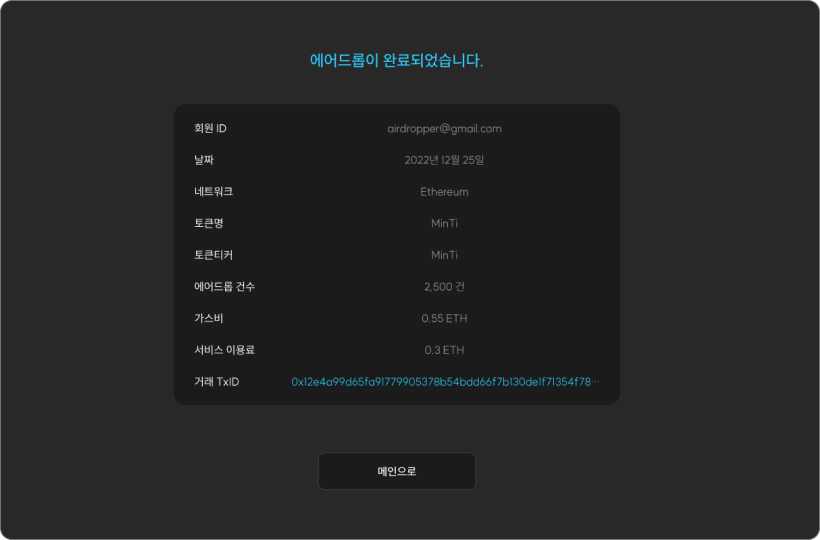 에어드롭이 완료되었습니다.
회원 ID airdropper@gmail.com
날짜 2022년 12월 25일
네트워크 Ethereum
토큰명 MinTi
토큰티커 MinTi
에어드롭 건수 2,500 건
가스비 0.55 ETH
서비스 이용료 0.3 ETH
거래 TxID 0x12e4a99d65fa91779905378b54bdd66f7b130de1f71354f78···
메인으로